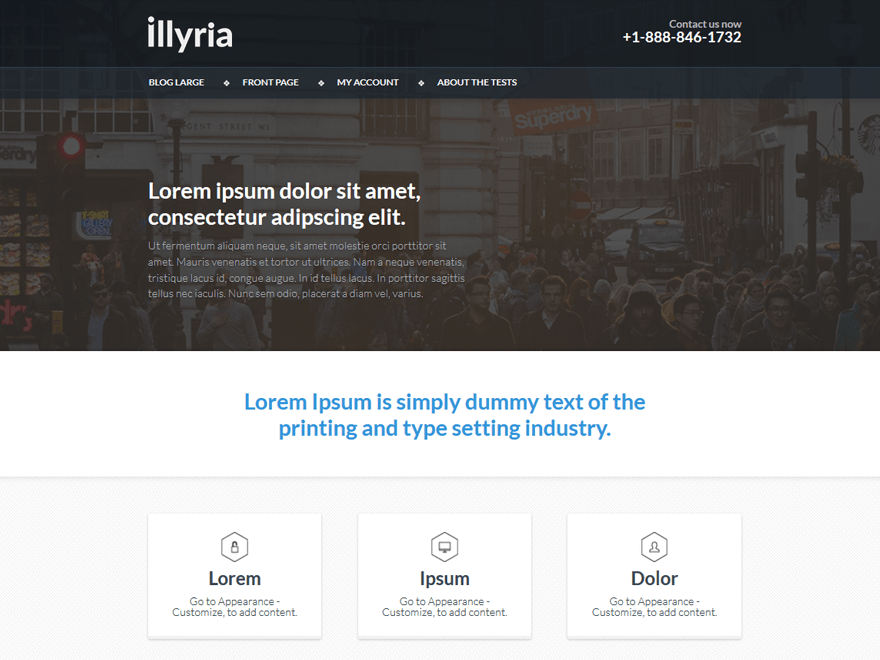 illyria
Contact us now
+1-888-846-1732
BLOG LARGE
FRONT PAGE
MY ACCOUNT
ABOUT THE TESTS
REGENT STREET W1
Superdry
Lorem ipsum dolor sit amet,
consectetur adipscing elit.
Ut fermentum aliquam neque, sit amet molestie orci porttitor sit
amet. Mauris venenatis et tortor ut ultrices. Nam a neque venenatis,
tristique lacus id, congue augue. In id tellus lacus. In porttitor sagittis
tellus nec iaculis. Nunc sem odio, placerat a diam vel, varius.
Lorem Ipsum is simply dummy text of the
printing and type setting industry.
Lorem
Go to Appearance -
Customize, to add content.
Ipsum
Go to Appearance -
Customize, to add content.
Dolor
Go to Appearance -
Customize, to add content.